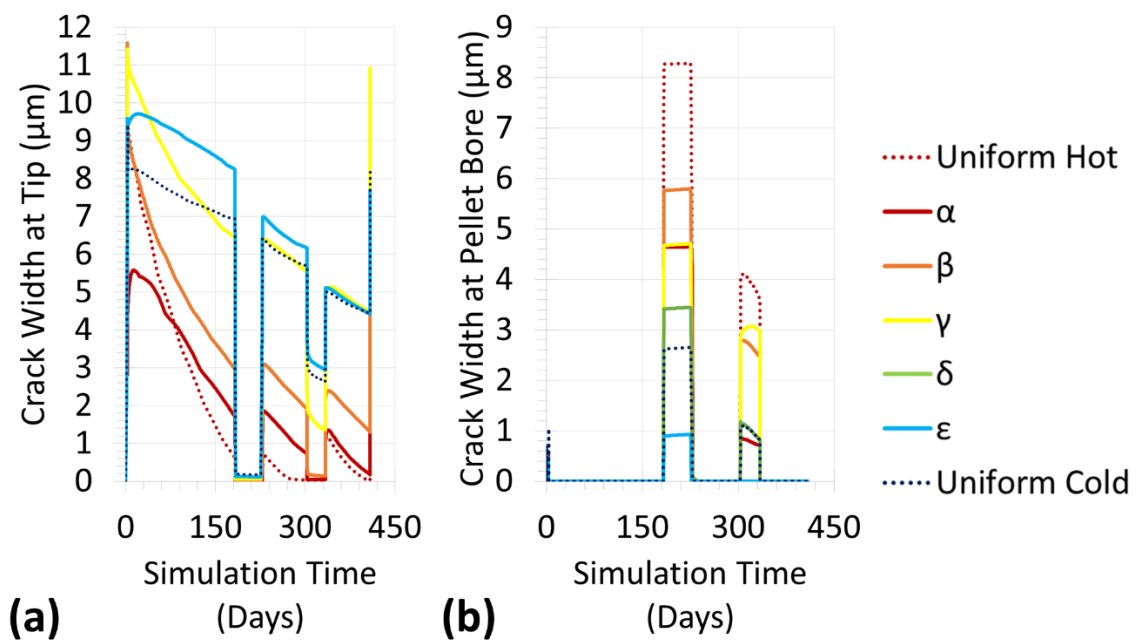 Crack Width at Tip (µm)
12
11
10
9
8
7
6
5
4
3
2
1
0
0 150 300 450
Simulation Time
(Days)
(a)
Crack Width at Pellet Bore (µm)
9
8
7
6
5
4
3
2
1
0
0 150 300 450
Simulation Time
(Days)
(b)
Uniform Hot
α
β
γ
δ
ε
Uniform Cold